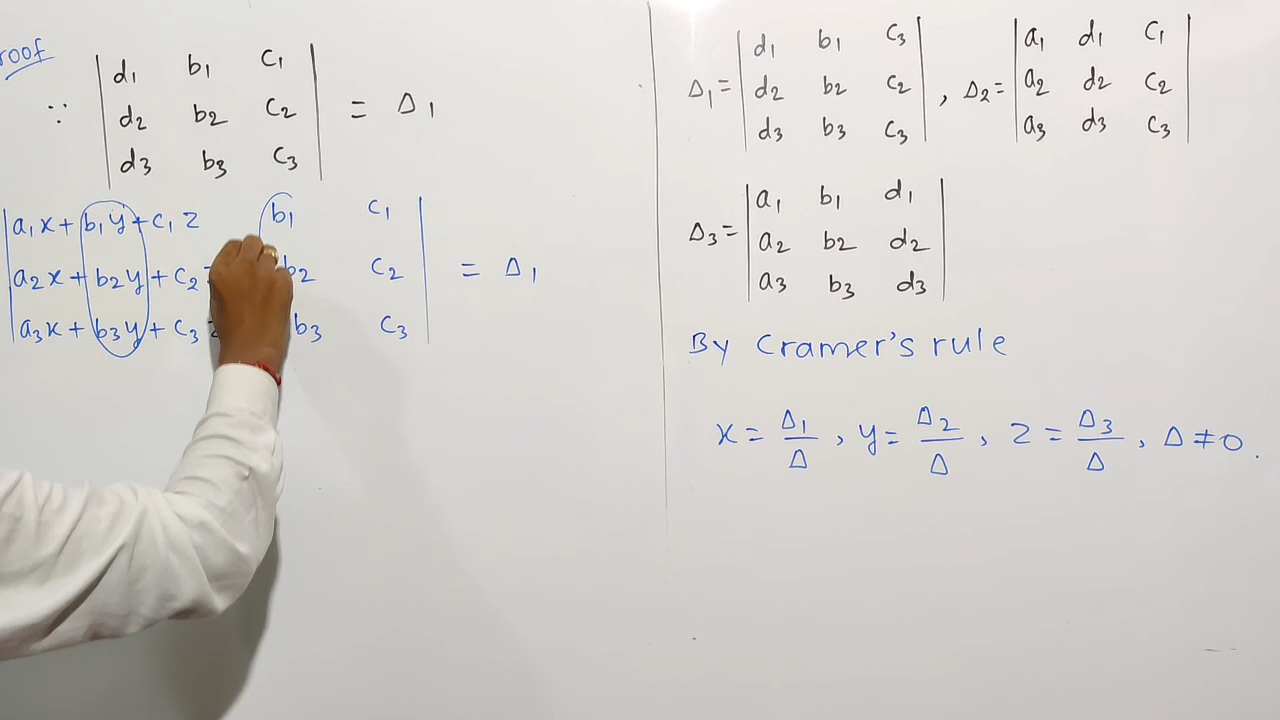 roof
∵ | d1 b1 c1 |
| d2 b2 c2 | = Δ1
| d3 b3 c3 |
| a1x + b1y + c1z b1 c1 |
| a2x + b2y + c2 b2 c2 | = Δ1
| a3x + b3y + c3 b3 c3 |
Δ1 = | d1 b1 c3 |
| d2 b2 c2 | ,
| d3 b3 c3 |
Δ2 = | a1 d1 c1 |
| a2 d2 c2 |
| a3 d3 c3 |
Δ3 = | a1 b1 d1 |
| a2 b2 d2 |
| a3 b3 d3 |
By Cramer's rule
x = Δ1/Δ , y = Δ2/Δ , z = Δ3/Δ , Δ ≠ 0 .